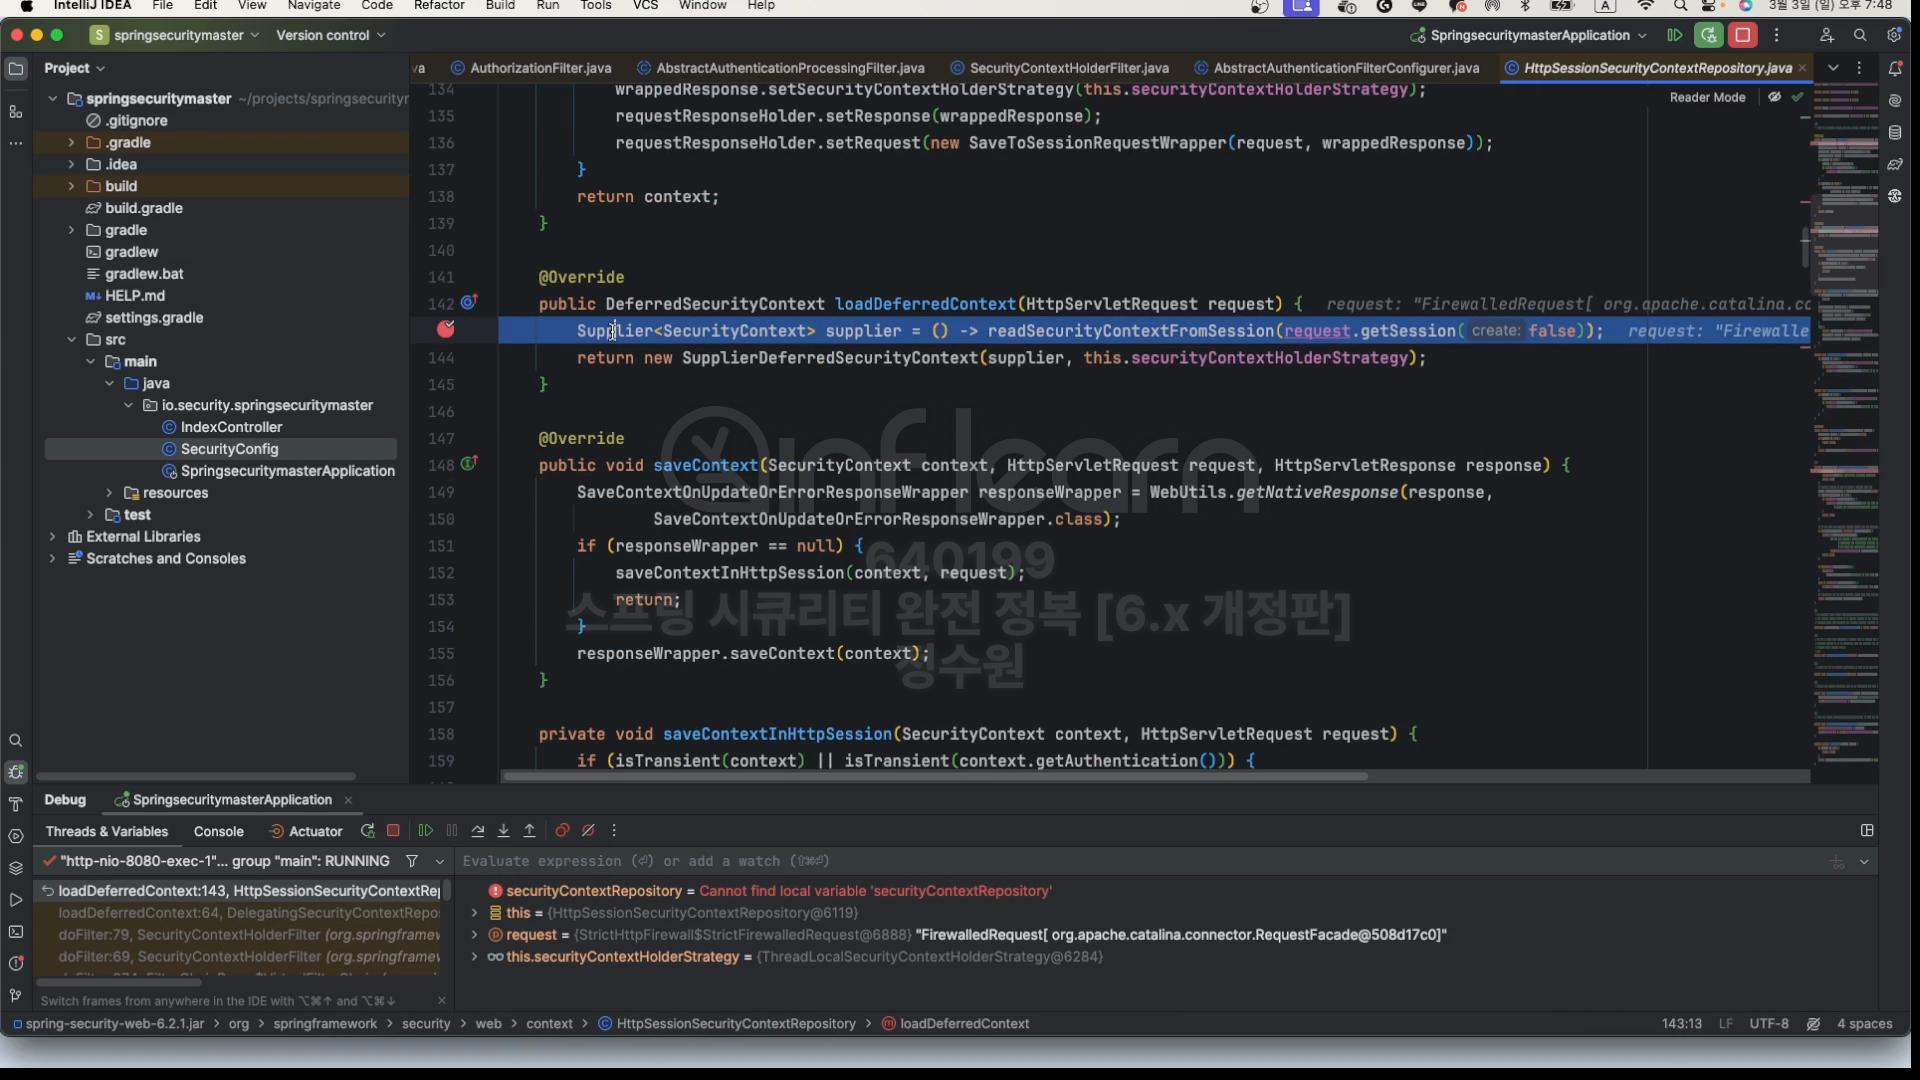 IntelliJ IDEA File Edit View Navigate Code Refactor Build Run Tools VCS Window Help
A 3월 3일 (일) 오후 7:48
S springsecuritymaster Version control SpringsecuritymasterApplication
Project
va AuthorizationFilter.java AbstractAuthenticationProcessingFilter.java SecurityContextHolderFilter.java AbstractAuthenticationFilterConfigurer.java HttpSessionSecurityContextRepository.java
Reader Mode
springsecuritymaster ~/projects/springsecurityr
.gitignore
.gradle
.idea
build
build.gradle
gradle
gradlew
gradlew.bat
M↓ HELP.md
settings.gradle
src
main
java
io.security.springsecuritymaster
IndexController
SecurityConfig
SpringsecuritymasterApplication
resources
test
External Libraries
Scratches and Consoles
134 wrappedResponse.setSecurityContextHolderStrategy(this.securityContextHolderStrategy);
135 requestResponseHolder.setResponse(wrappedResponse);
136 requestResponseHolder.setRequest(new SaveToSessionRequestWrapper(request, wrappedResponse));
137 }
138 return context;
139 }
140
141 @Override
142 public DeferredSecurityContext loadDeferredContext(HttpServletRequest request) { request: "FirewalledRequest[ org.apache.catalina.co
Supplier<SecurityContext> supplier = () -> readSecurityContextFromSession(request.getSession( create: false)); request: "Firewalle
144 return new SupplierDeferredSecurityContext(supplier, this.securityContextHolderStrategy);
145 }
146
147 @Override
148 public void saveContext(SecurityContext context, HttpServletRequest request, HttpServletResponse response) {
149 SaveContextOnUpdateOrErrorResponseWrapper responseWrapper = WebUtils.getNativeResponse(response,
150 SaveContextOnUpdateOrErrorResponseWrapper.class);
151 if (responseWrapper == null) {
152 saveContextInHttpSession(context, request);
153 return;
154 }
155 responseWrapper.saveContext(context);
156 }
157
158 private void saveContextInHttpSession(SecurityContext context, HttpServletRequest request) {
159 if (isTransient(context) || isTransient(context.getAuthentication())) {
inflearn
640199
스프링 시큐리티 완전 정복 [6.x 개정판]
정수원
Debug SpringsecuritymasterApplication
Threads & Variables Console Actuator
"http-nio-8080-exec-1"... group "main": RUNNING
Evaluate expression (⏎) or add a watch (⇧⌘⏎)
loadDeferredContext:143, HttpSessionSecurityContextRe
loadDeferredContext:64, DelegatingSecurityContextRepo
doFilter:79, SecurityContextHolderFilter (org.springframew
doFilter:69, SecurityContextHolderFilter (org.springframew
securityContextRepository = Cannot find local variable 'securityContextRepository'
this = {HttpSessionSecurityContextRepository@6119}
request = {StrictHttpFirewall$StrictFirewalledRequest@6888} "FirewalledRequest[ org.apache.catalina.connector.RequestFacade@508d17c0]"
this.securityContextHolderStrategy = {ThreadLocalSecurityContextHolderStrategy@6284}
Switch frames from anywhere in the IDE with ⌥⌘↑ and ⌥⌘↓
spring-security-web-6.2.1.jar > org > springframework > security > web > context > HttpSessionSecurityContextRepository > loadDeferredContext
143:13 LF UTF-8 4 spaces